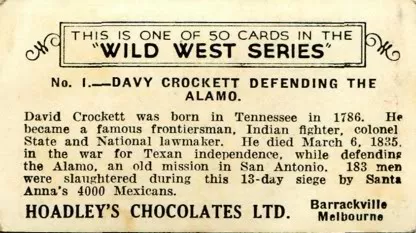 THIS IS ONE OF 50 CARDS IN THE
"WILD WEST SERIES"
No. 1.—DAVY CROCKETT DEFENDING THE
ALAMO.
David Crockett was born in Tennessee in 1786. He
became a famous frontiersman, Indian fighter, colonel
State and National lawmaker. He died March 6, 1835,
in the war for Texan independence, while defending
the Alamo, an old mission in San Antonio. 183 men
were slaughtered during this 13-day siege by Santa
Anna's 4000 Mexicans.
HOADLEY'S CHOCOLATES LTD. Barrackville
Melbourne